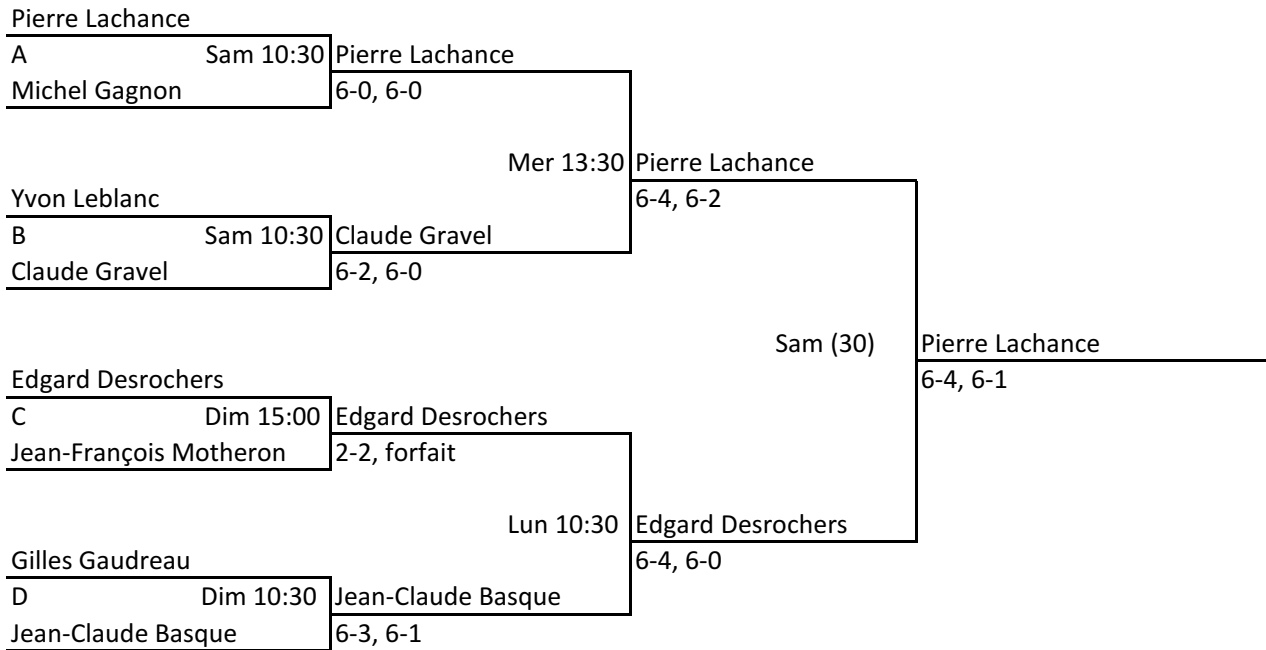 Pierre Lachance
A Sam 10:30 Pierre Lachance
Michel Gagnon 6-0, 6-0
Mer 13:30 Pierre Lachance
Yvon Leblanc 6-4, 6-2
B Sam 10:30 Claude Gravel
Claude Gravel 6-2, 6-0
Sam (30) Pierre Lachance
Edgard Desrochers 6-4, 6-1
C Dim 15:00 Edgard Desrochers
Jean-François Motheron 2-2, forfait
Lun 10:30 Edgard Desrochers
Gilles Gaudreau 6-4, 6-0
D Dim 10:30 Jean-Claude Basque
Jean-Claude Basque 6-3, 6-1